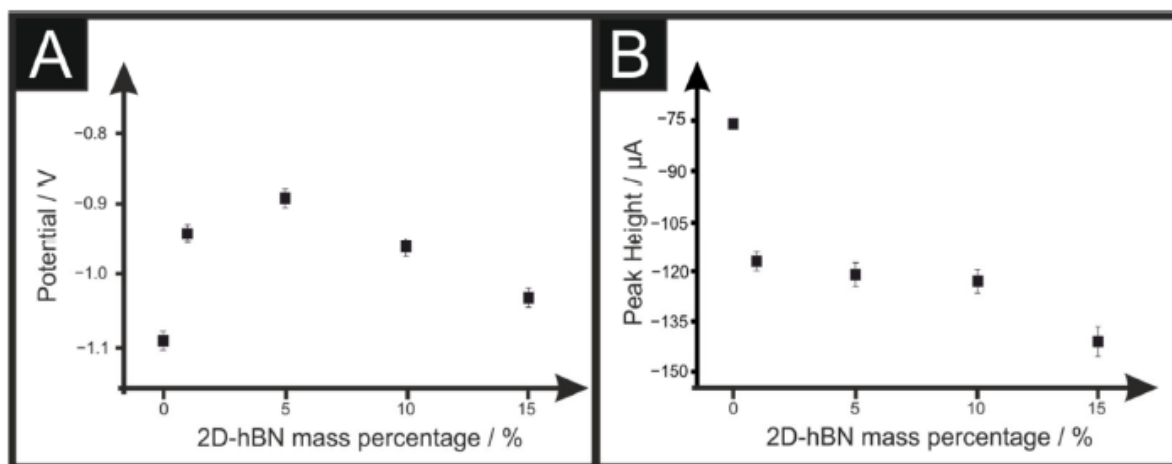 A
Potential / V
−0.8
−0.9
−1.0
−1.1
0 5 10 15
2D-hBN mass percentage / %
B
Peak Height / µA
−75
−90
−105
−120
−135
−150
0 5 10 15
2D-hBN mass percentage / %